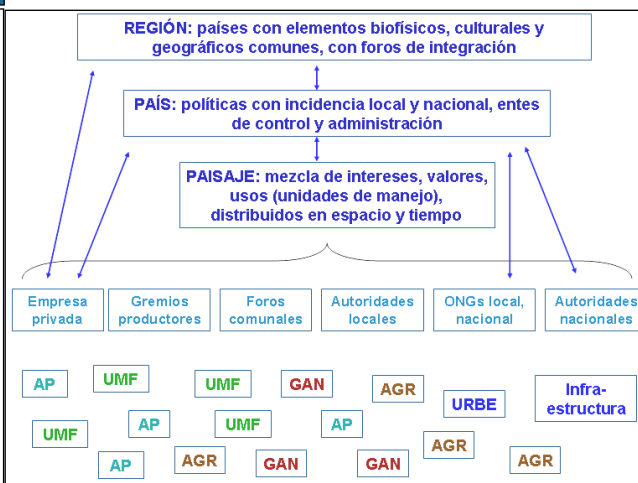 REGIÓN: países con elementos biofísicos, culturales y
geográficos comunes, con foros de integración
PAÍS: políticas con incidencia local y nacional, entes
de control y administración
PAISAJE: mezcla de intereses, valores,
usos (unidades de manejo),
distribuidos en espacio y tiempo
Empresa
privada
Gremios
productores
Foros
comunales
Autoridades
locales
ONGs local,
nacional
Autoridades
nacionales
AP
UMF
UMF
GAN
AGR
URBE
Infra-
estructura
UMF
AP
UMF
AP
AGR
AP
AGR
GAN
GAN
AGR